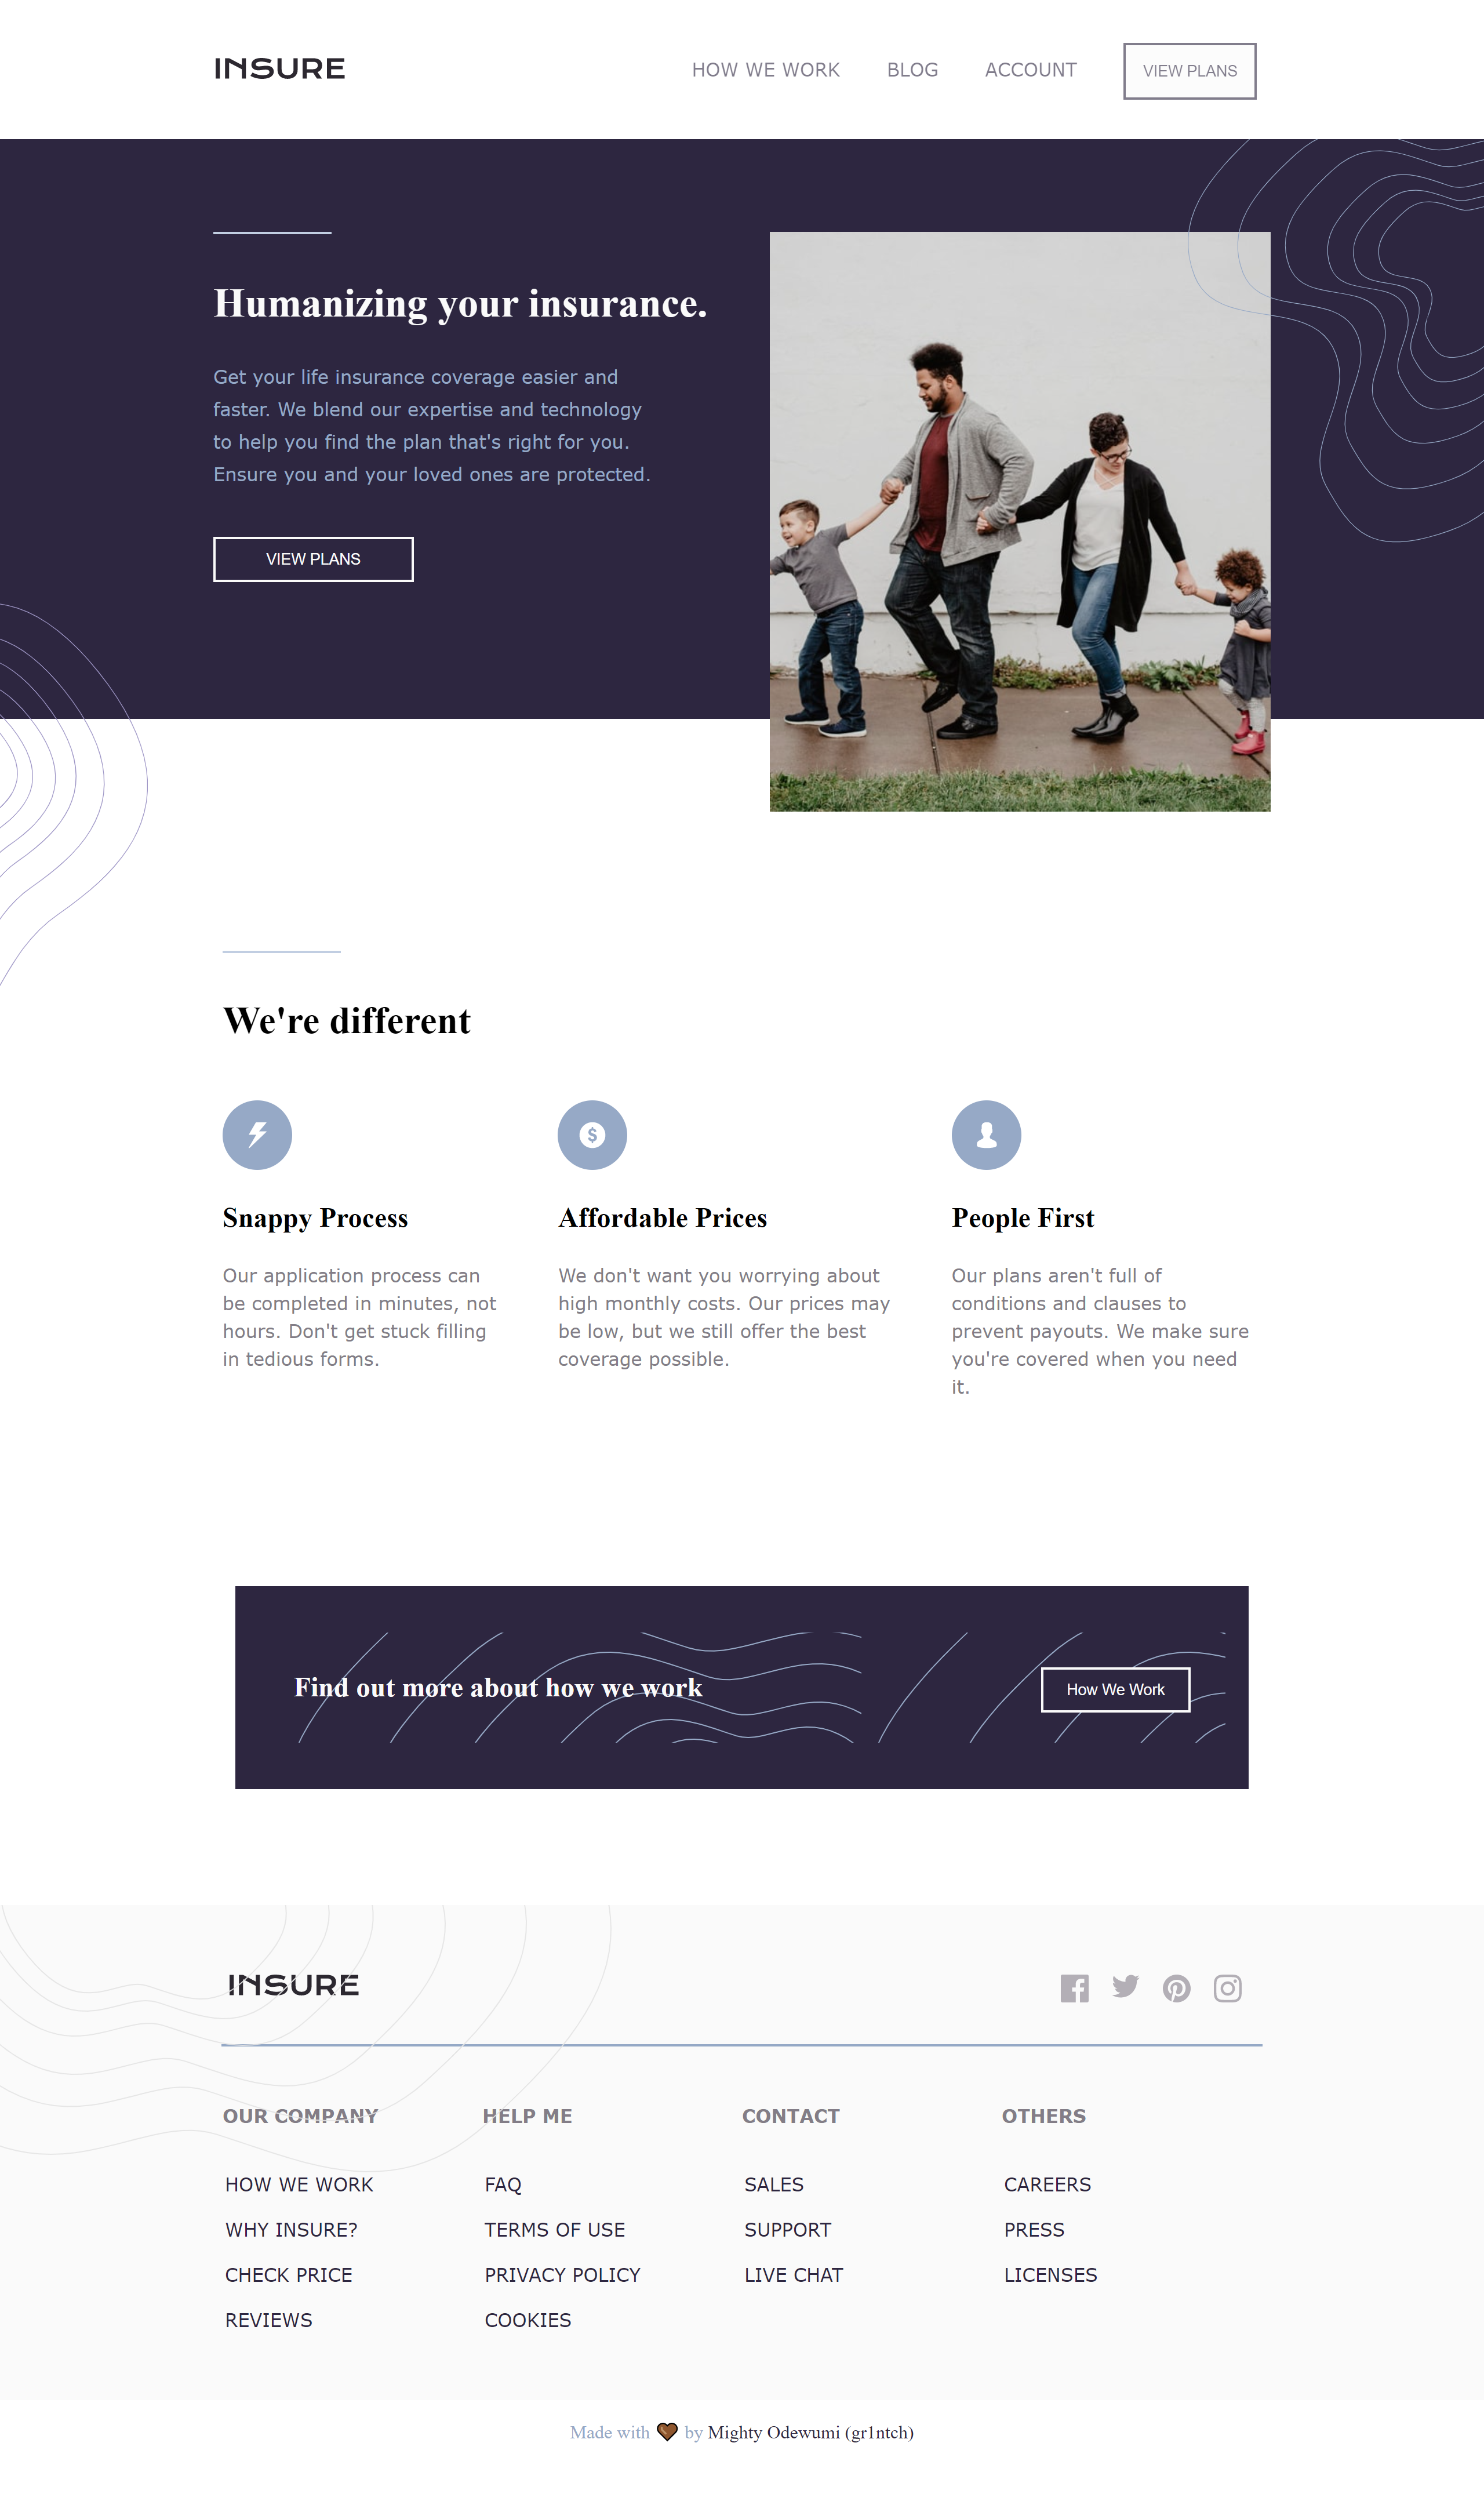 INSURE
HOW WE WORK
BLOG
ACCOUNT
VIEW PLANS
Humanizing your insurance.
Get your life insurance coverage easier and
faster. We blend our expertise and technology
to help you find the plan that's right for you.
Ensure you and your loved ones are protected.
VIEW PLANS
We're different
Snappy Process
Our application process can
be completed in minutes, not
hours. Don't get stuck filling
in tedious forms.
Affordable Prices
We don't want you worrying about
high monthly costs. Our prices may
be low, but we still offer the best
coverage possible.
People First
Our plans aren't full of
conditions and clauses to
prevent payouts. We make sure
you're covered when you need
it.
Find out more about how we work
How We Work
INSURE
OUR COMPANY
HOW WE WORK
WHY INSURE?
CHECK PRICE
REVIEWS
HELP ME
FAQ
TERMS OF USE
PRIVACY POLICY
COOKIES
CONTACT
SALES
SUPPORT
LIVE CHAT
OTHERS
CAREERS
PRESS
LICENSES
Made with 🤎 by Mighty Odewumi (gr1ntch)